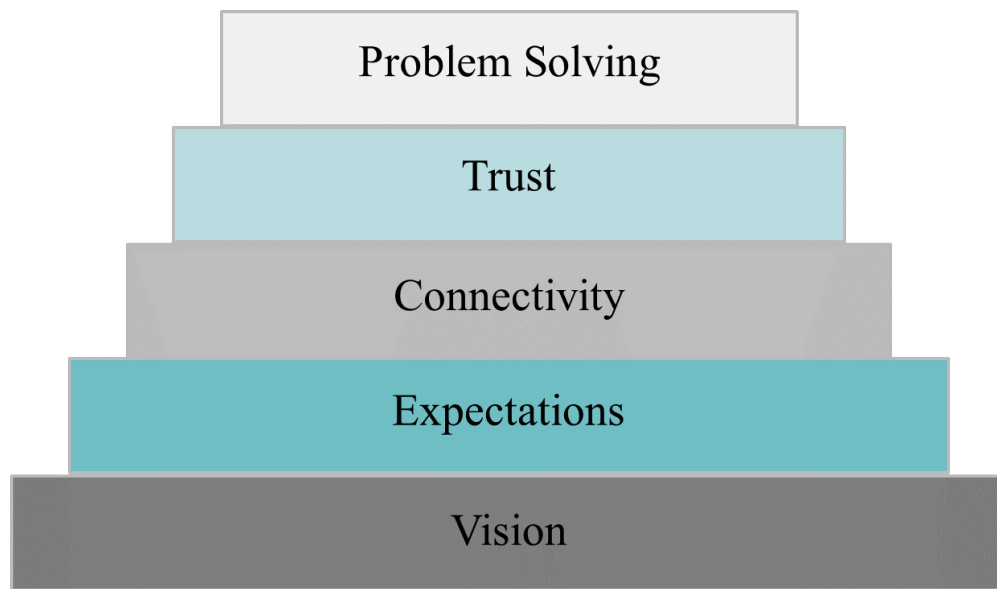 Problem Solving
Trust
Connectivity
Expectations
Vision